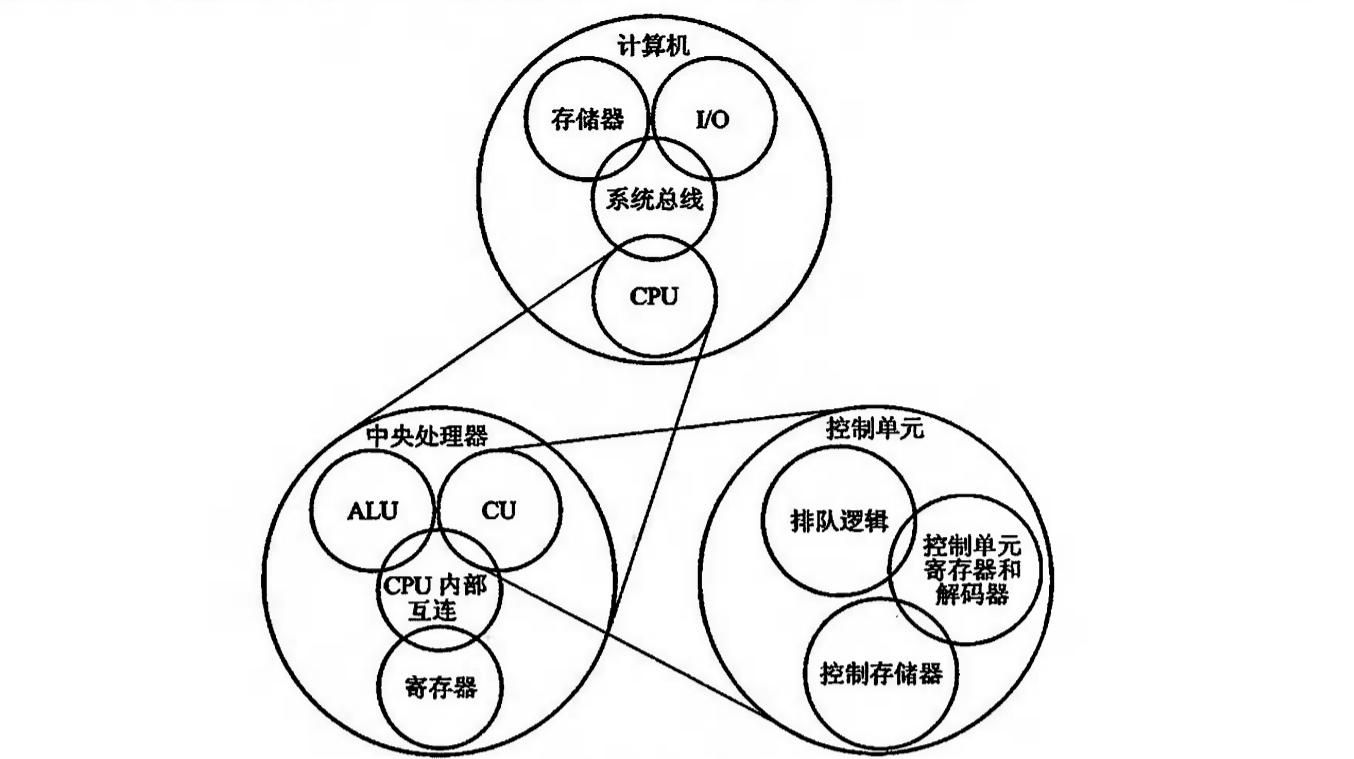 计算机
存储器
I/O
系统总线
CPU
中央处理器
ALU
CU
CPU 内部
互连
寄存器
控制单元
排队逻辑
控制单元
寄存器和
解码器
控制存储器